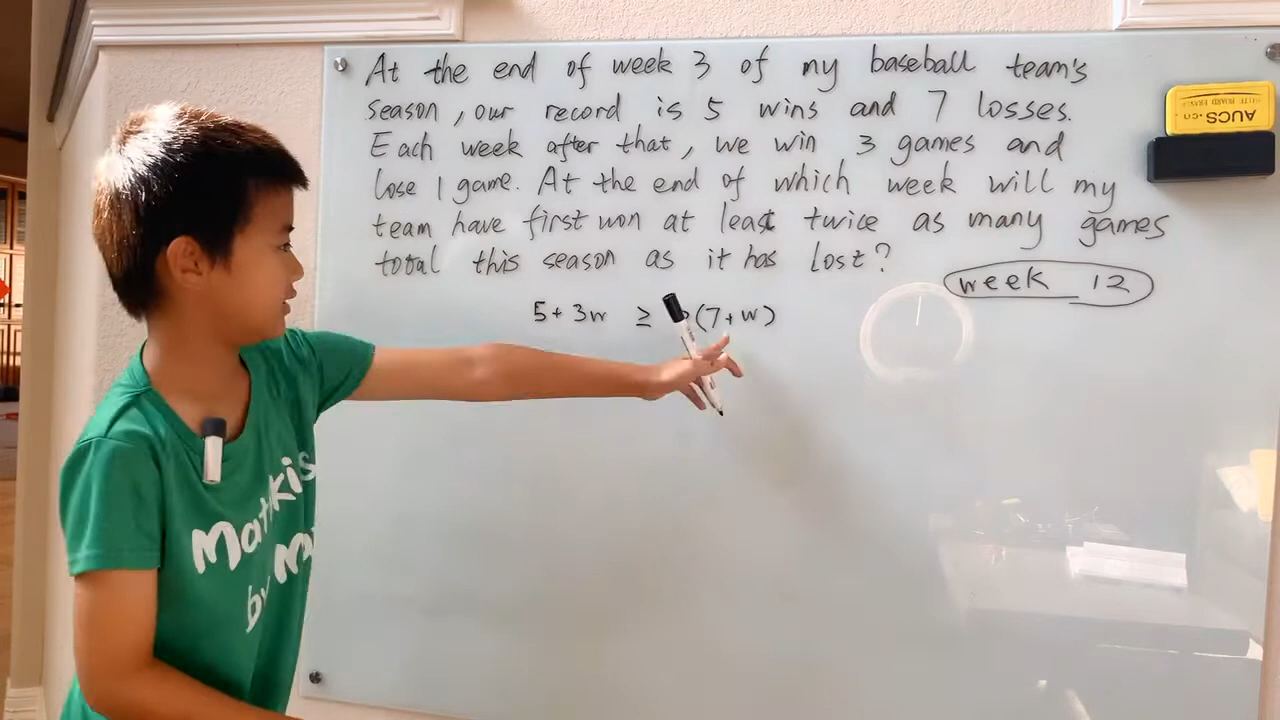 At the end of week 3 of my baseball team's
season, our record is 5 wins and 7 losses.
Each week after that, we win 3 games and
lose 1 game. At the end of which week will my
team have first won at least twice as many games
total this season as it has lost?
week 12
5 + 3w ≥ (7 + w)
AUCS.cn
by